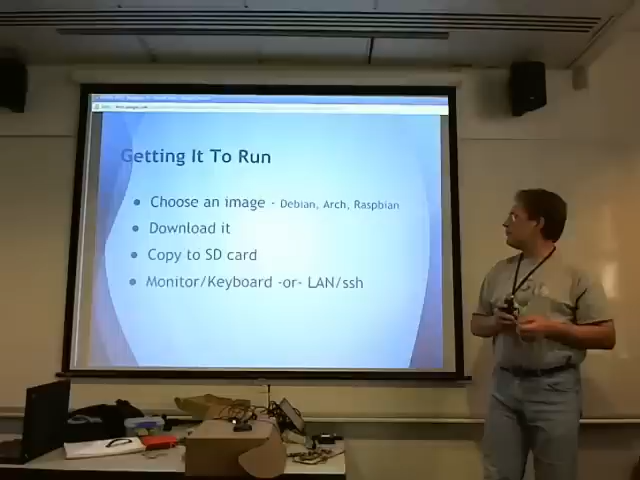 Getting It To Run
• Choose an image - Debian, Arch, Raspbian
• Download it
• Copy to SD card
• Monitor/Keyboard -or- LAN/ssh